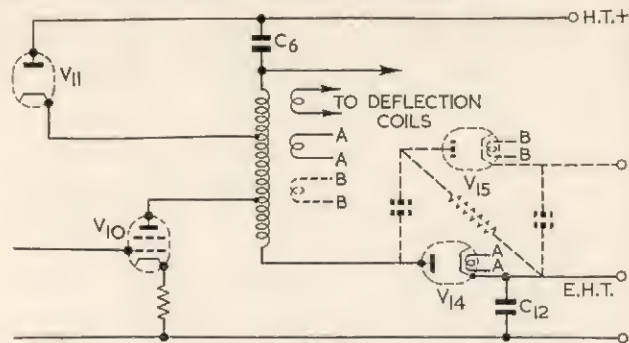 H.T.+
C6
V11
TO DEFLECTION
COILS
A
A
B
B
B
B
V15
V10
A
A
V14
E.H.T.
C12